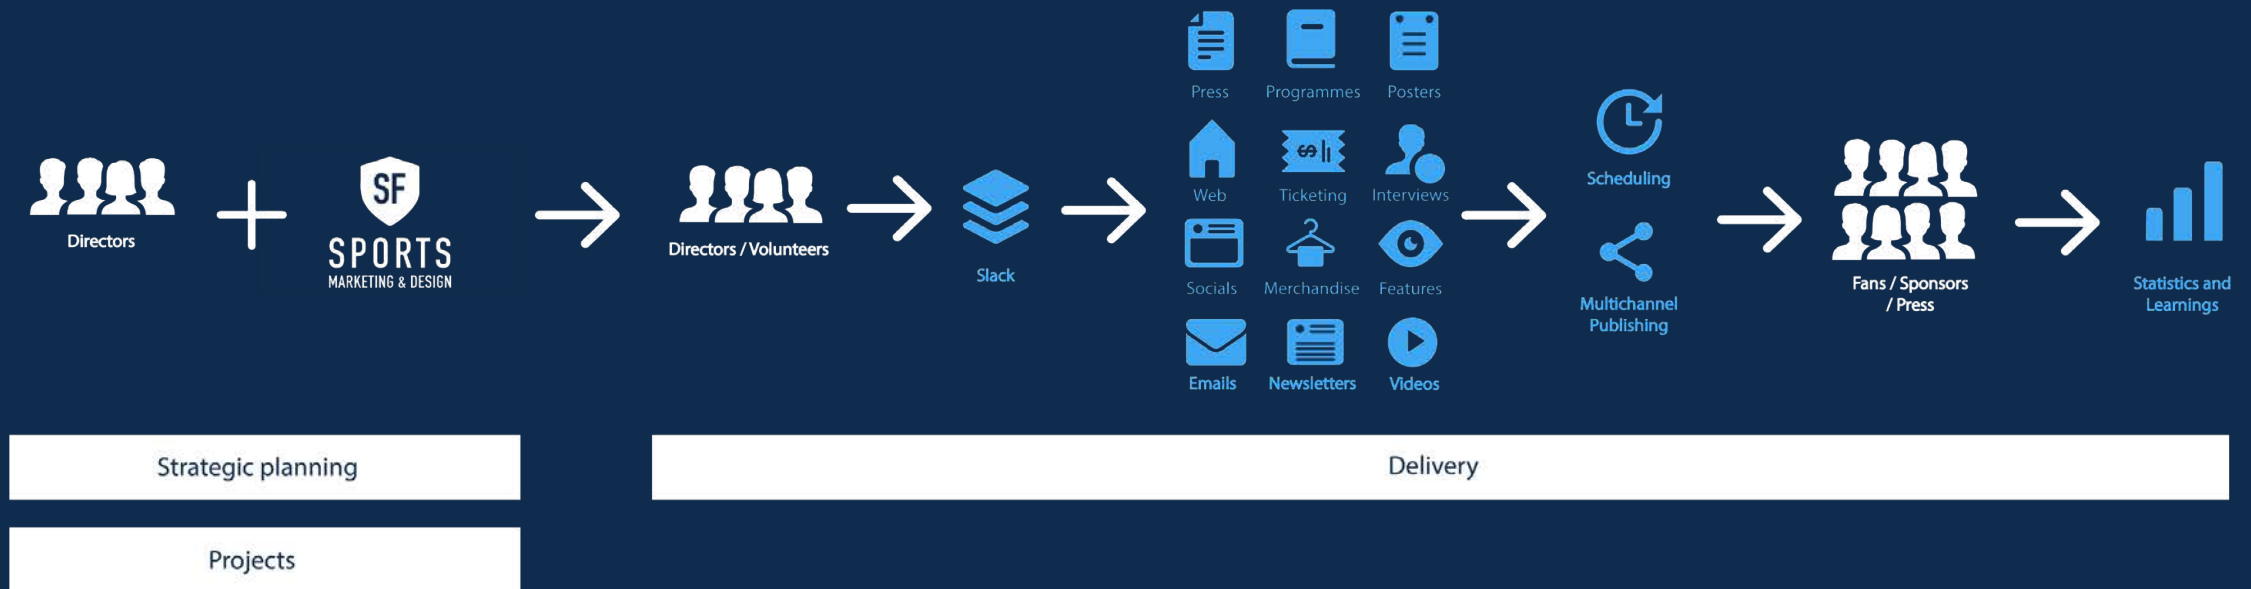 Directors
SF
SPORTS
MARKETING & DESIGN
Directors / Volunteers
Slack
Press
Programmes
Posters
Web
Ticketing
Interviews
Socials
Merchandise
Features
Emails
Newsletters
Videos
Scheduling
Multichannel
Publishing
Fans / Sponsors
/ Press
Statistics and
Learnings
Strategic planning
Delivery
Projects